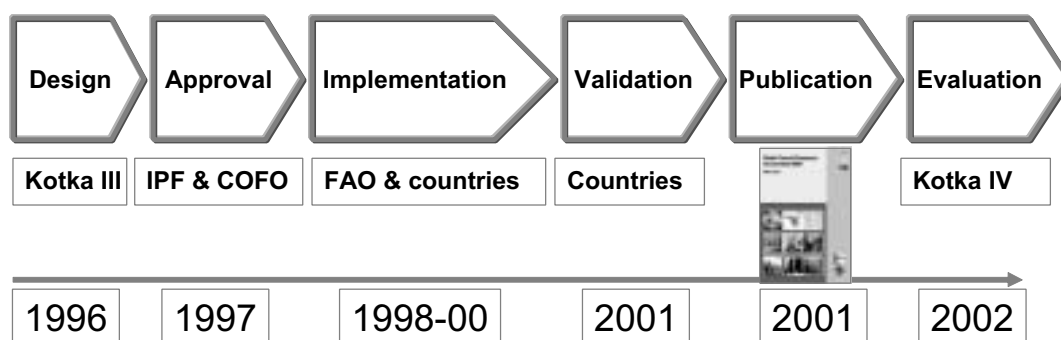 Design Approval Implementation Validation Publication Evaluation
Kotka III IPF & COFO FAO & countries Countries Kotka IV
1996 1997 1998-00 2001 2001 2002